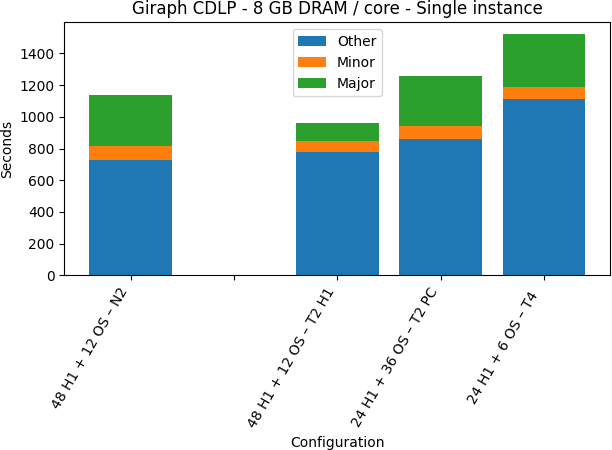 Giraph CDLP - 8 GB DRAM / core - Single instance
Other
Minor
Major
1400
1200
1000
800
600
400
200
0
Seconds
48 H1 + 12 OS – N2
48 H1 + 12 OS – T2 H1
24 H1 + 36 OS – T2 PC
24 H1 + 6 OS – T4
Configuration